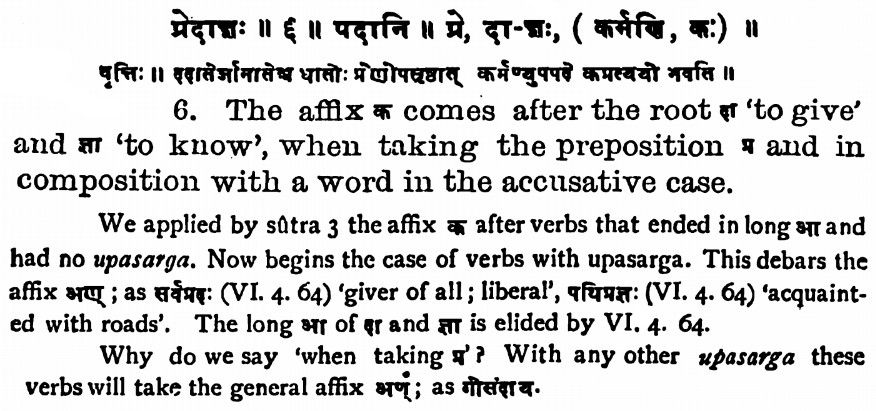 प्रेदाज्ञः ॥ ६ ॥ पदानि ॥ प्रे, दा-ज्ञः, ( कर्मणि, कः ) ॥
वृत्तिः ॥ ददातेर्जानातेश्च धातोः प्रेणोपसृष्टात् कर्मण्युपपदे कप्रत्ययो भवति ॥
6. The affix क comes after the root दा 'to give'
and ज्ञा 'to know', when taking the preposition प्र and in
composition with a word in the accusative case.
We applied by sûtra 3 the affix क after verbs that ended in long आ and
had no upasarga. Now begins the case of verbs with upasarga. This debars the
affix अण् ; as सर्वप्रदः (VI. 4. 64) 'giver of all ; liberal', पथिप्रज्ञः (VI. 4. 64) 'acquaint-
ed with roads'. The long आ of दा and ज्ञा is elided by VI. 4. 64.
Why do we say 'when taking प्र' ? With any other upasarga these
verbs will take the general affix अण् ; as गोसंदाय.